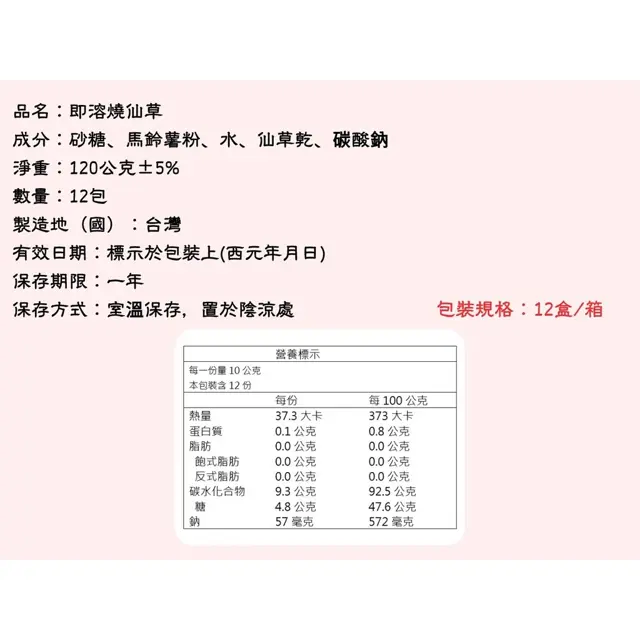 品名：即溶燒仙草
成分：砂糖、馬鈴薯粉、水、仙草乾、碳酸鈉
淨重：120公克±5%
數量：12包
製造地（國）：台灣
有效日期：標示於包裝上(西元年月日)
保存期限：一年
保存方式：室溫保存，置於陰涼處
包裝規格：12盒/箱
營養標示
每一份量 10 公克
本包裝含 12 份
每份 每 100 公克
熱量 37.3 大卡 373 大卡
蛋白質 0.1 公克 0.8 公克
脂肪 0.0 公克 0.0 公克
飽式脂肪 0.0 公克 0.0 公克
反式脂肪 0.0 公克 0.0 公克
碳水化合物 9.3 公克 92.5 公克
糖 4.8 公克 47.6 公克
鈉 57 毫克 572 毫克